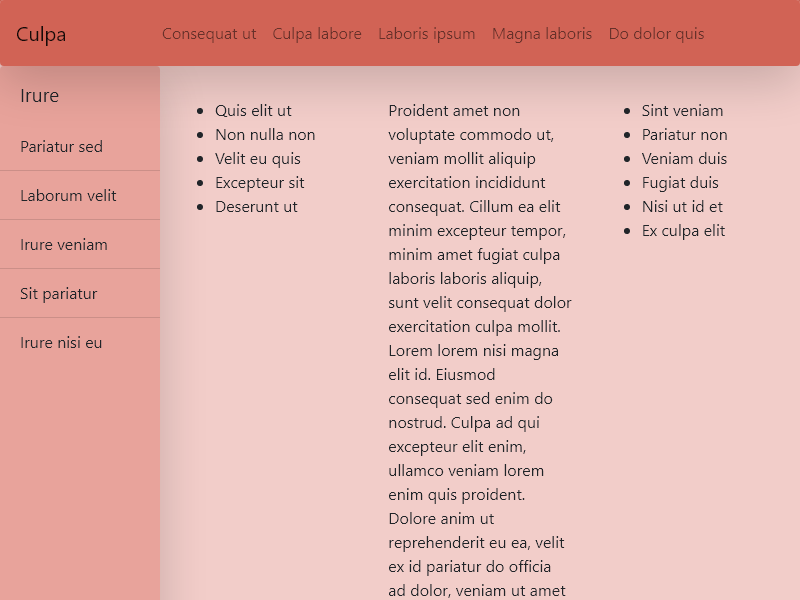 Culpa
Consequat ut
Culpa labore
Laboris ipsum
Magna laboris
Do dolor quis
Irure
Pariatur sed
Laborum velit
Irure veniam
Sit pariatur
Irure nisi eu
Quis elit ut
Non nulla non
Velit eu quis
Excepteur sit
Deserunt ut
Proident amet non
voluptate commodo ut,
veniam mollit aliquip
exercitation incididunt
consequat. Cillum ea elit
minim excepteur tempor,
minim amet fugiat culpa
laboris laboris aliquip,
sunt velit consequat dolor
exercitation culpa mollit.
Lorem lorem nisi magna
elit id. Eiusmod
consequat sed enim do
nostrud. Culpa ad qui
excepteur elit enim,
ullamco veniam lorem
enim quis proident.
Dolore anim ut
reprehenderit eu ea, velit
ex id pariatur do officia
ad dolor, veniam ut amet
Sint veniam
Pariatur non
Veniam duis
Fugiat duis
Nisi ut id et
Ex culpa elit